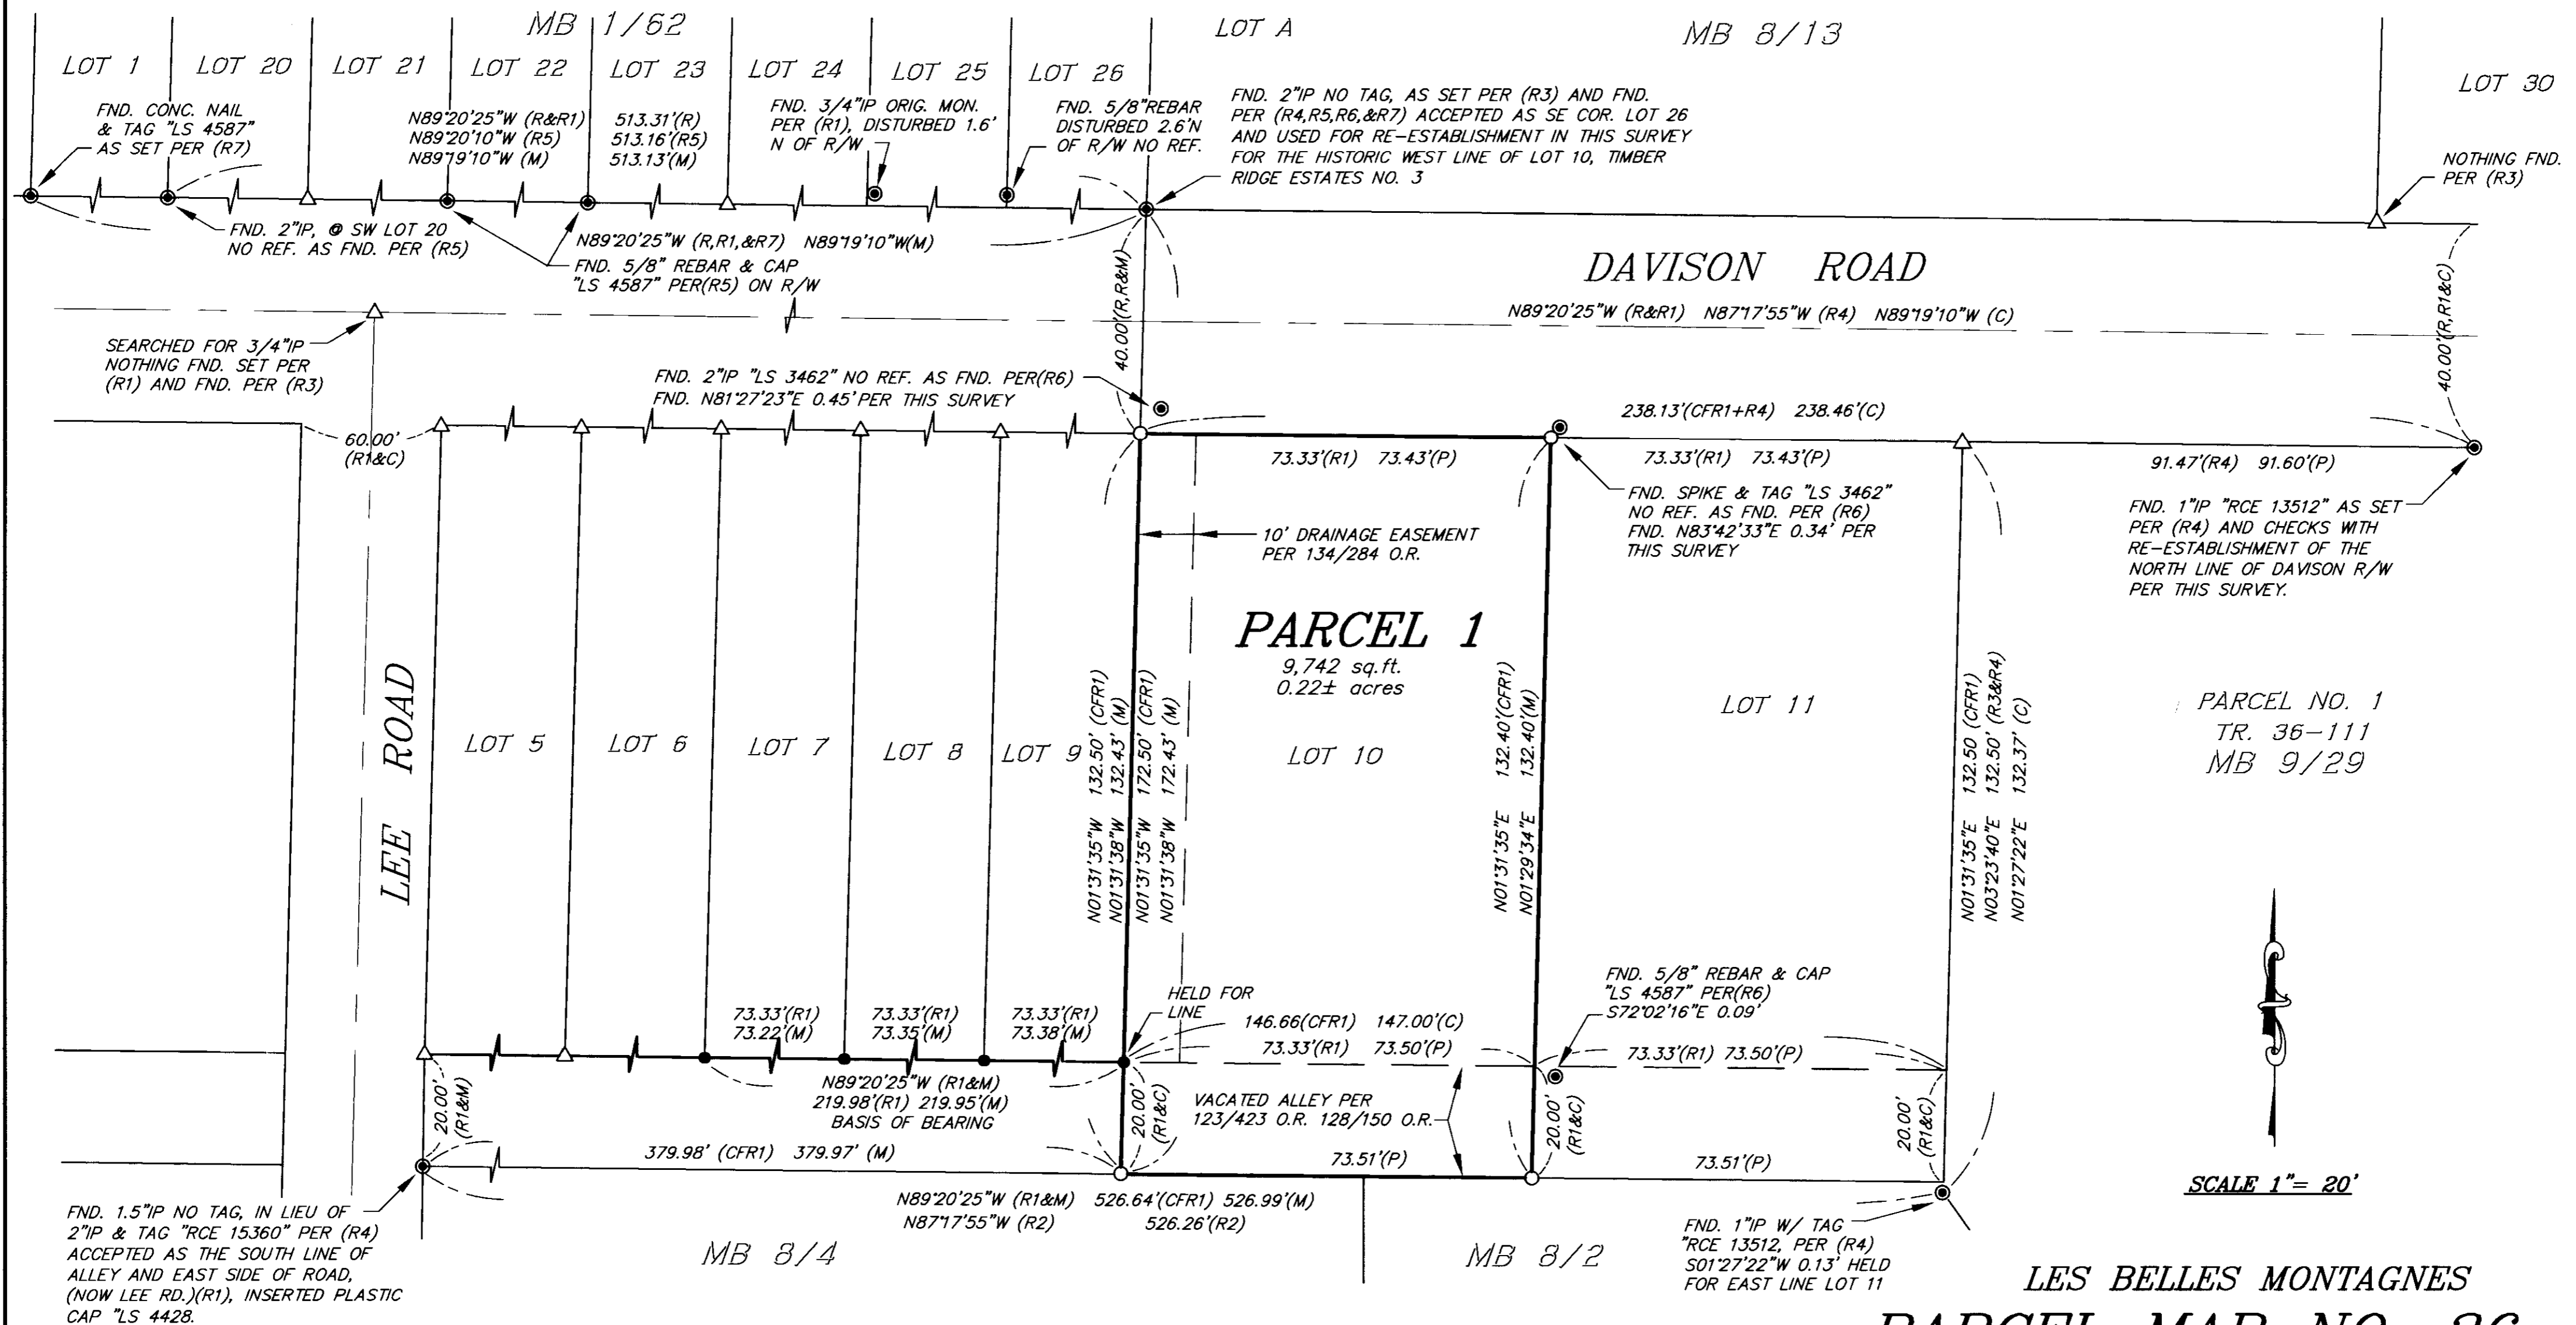 MB 1/62
LOT A
MB 8/13
LOT 1
LOT 20
LOT 21
LOT 22
LOT 23
LOT 24
LOT 25
LOT 26
LOT 30
FND. CONC. NAIL
& TAG "LS 4587"
AS SET PER (R7)
N89°20'25"W (R&R1)
N89°20'10"W (R5)
N89°19'10"W (M)
513.31'(R)
513.16'(R5)
513.13'(M)
FND. 3/4"IP ORIG. MON.
PER (R1), DISTURBED 1.6'
N OF R/W
FND. 5/8"REBAR
DISTURBED 2.6'N
OF R/W NO REF.
FND. 2"IP NO TAG, AS SET PER (R3) AND FND.
PER (R4,R5,R6,&R7) ACCEPTED AS SE COR. LOT 26
AND USED FOR RE-ESTABLISHMENT IN THIS SURVEY
FOR THE HISTORIC WEST LINE OF LOT 10, TIMBER
RIDGE ESTATES NO. 3
NOTHING FND.
PER (R3)
FND. 2"IP, @ SW LOT 20
NO REF. AS FND. PER (R5)
N89°20'25"W (R,R1,&R7) N89°19'10"W(M)
FND. 5/8" REBAR & CAP
"LS 4587" PER(R5) ON R/W
40.00'(R,R&M)
DAVISON ROAD
N89°20'25"W (R&R1) N87°17'55"W (R4) N89°19'10"W (C)
40.00'(R,R1&C)
SEARCHED FOR 3/4"IP
NOTHING FND. SET PER
(R1) AND FND. PER (R3)
FND. 2"IP "LS 3462" NO REF. AS FND. PER(R6)
FND. N81°27'23"E 0.45' PER THIS SURVEY
238.13'(CFR1+R4) 238.46'(C)
60.00'
(R1&C)
73.33'(R1) 73.43'(P)
73.33'(R1) 73.43'(P)
91.47'(R4) 91.60'(P)
FND. SPIKE & TAG "LS 3462"
NO REF. AS FND. PER (R6)
FND. N83°42'33"E 0.34' PER
THIS SURVEY
FND. 1"IP "RCE 13512" AS SET
PER (R4) AND CHECKS WITH
RE-ESTABLISHMENT OF THE
NORTH LINE OF DAVISON R/W
PER THIS SURVEY.
10' DRAINAGE EASEMENT
PER 134/284 O.R.
PARCEL 1
9,742 sq.ft.
0.22± acres
LEE ROAD
LOT 5
LOT 6
LOT 7
LOT 8
LOT 9
LOT 10
LOT 11
N01°31'35"W 132.50' (CFR1)
N01°31'38"W 132.43' (M)
N01°31'35"W 172.50' (CFR1)
N01°31'38"W 172.43' (M)
N01°31'35"E 132.40'(CFR1)
N01°29'34"E 132.40'(M)
N01°31'35"E 132.50 (CFR1)
N03°23'40"E 132.50' (R3&R4)
N01°27'22"E 132.37' (C)
PARCEL NO. 1
TR. 36-111
MB 9/29
73.33'(R1)
73.22'(M)
73.33'(R1)
73.35'(M)
73.33'(R1)
73.38'(M)
HELD FOR
LINE
146.66(CFR1) 147.00'(C)
73.33'(R1) 73.50'(P)
FND. 5/8" REBAR & CAP
"LS 4587" PER(R6)
S72°02'16"E 0.09'
73.33'(R1) 73.50'(P)
20.00'
(R1&M)
N89°20'25"W (R1&M)
219.98'(R1) 219.95'(M)
BASIS OF BEARING
20.00'
(R1&C)
VACATED ALLEY PER
123/423 O.R. 128/150 O.R.
20.00'
(R1&C)
20.00'
(R1&C)
379.98' (CFR1) 379.97' (M)
73.51'(P)
73.51'(P)
SCALE 1"= 20'
N89°20'25"W (R1&M) 526.64'(CFR1) 526.99'(M)
N87°17'55"W (R2) 526.26'(R2)
FND. 1.5"IP NO TAG, IN LIEU OF
2"IP & TAG "RCE 15360" PER (R4)
ACCEPTED AS THE SOUTH LINE OF
ALLEY AND EAST SIDE OF ROAD,
(NOW LEE RD.)(R1), INSERTED PLASTIC
CAP "LS 4428.
MB 8/4
MB 8/2
FND. 1"IP W/ TAG
"RCE 13512, PER (R4)
S01°27'22"W 0.13' HELD
FOR EAST LINE LOT 11
LES BELLES MONTAGNES
PARCEL MAP NO. 36